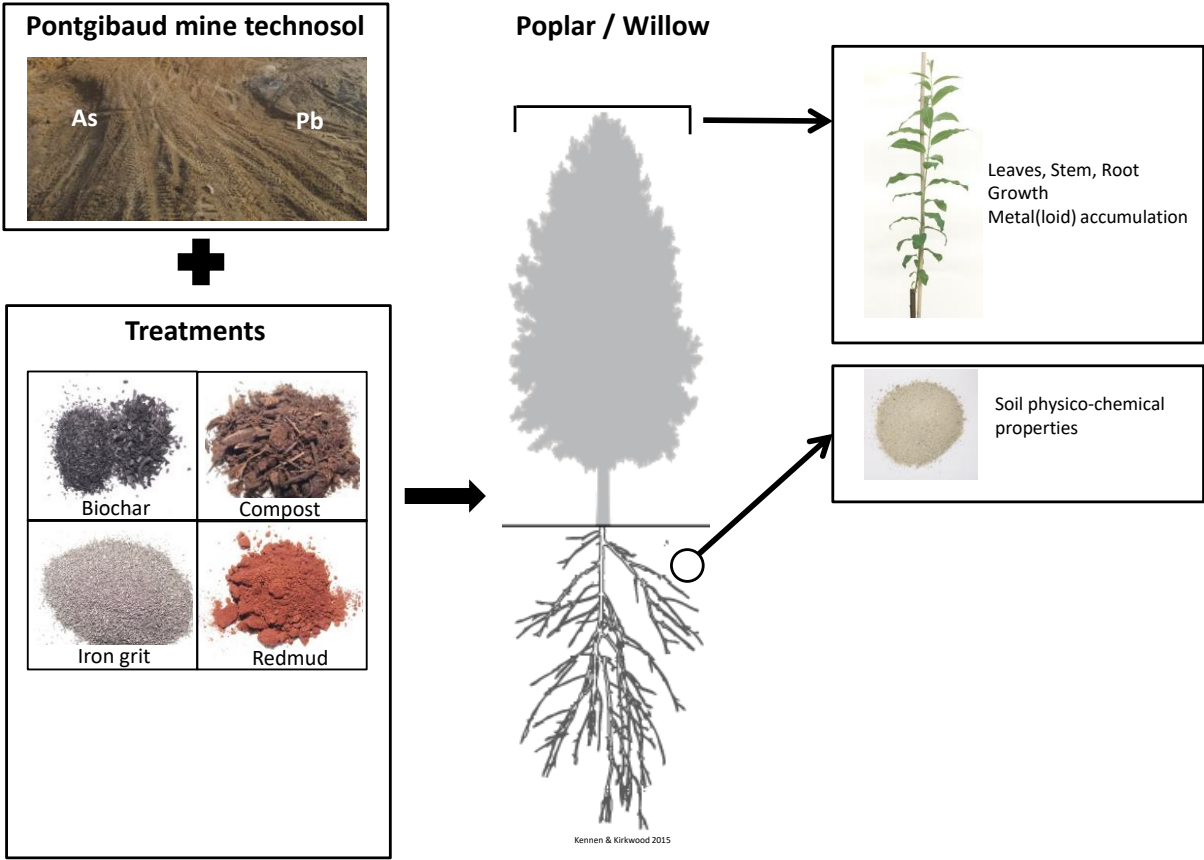 Pontgibaud mine technosol
As
Pb
Treatments
Biochar
Compost
Iron grit
Redmud
Poplar / Willow
Kennen & Kirkwood 2015
Leaves, Stem, Root
Growth
Metal(loid) accumulation
Soil physico-chemical
properties